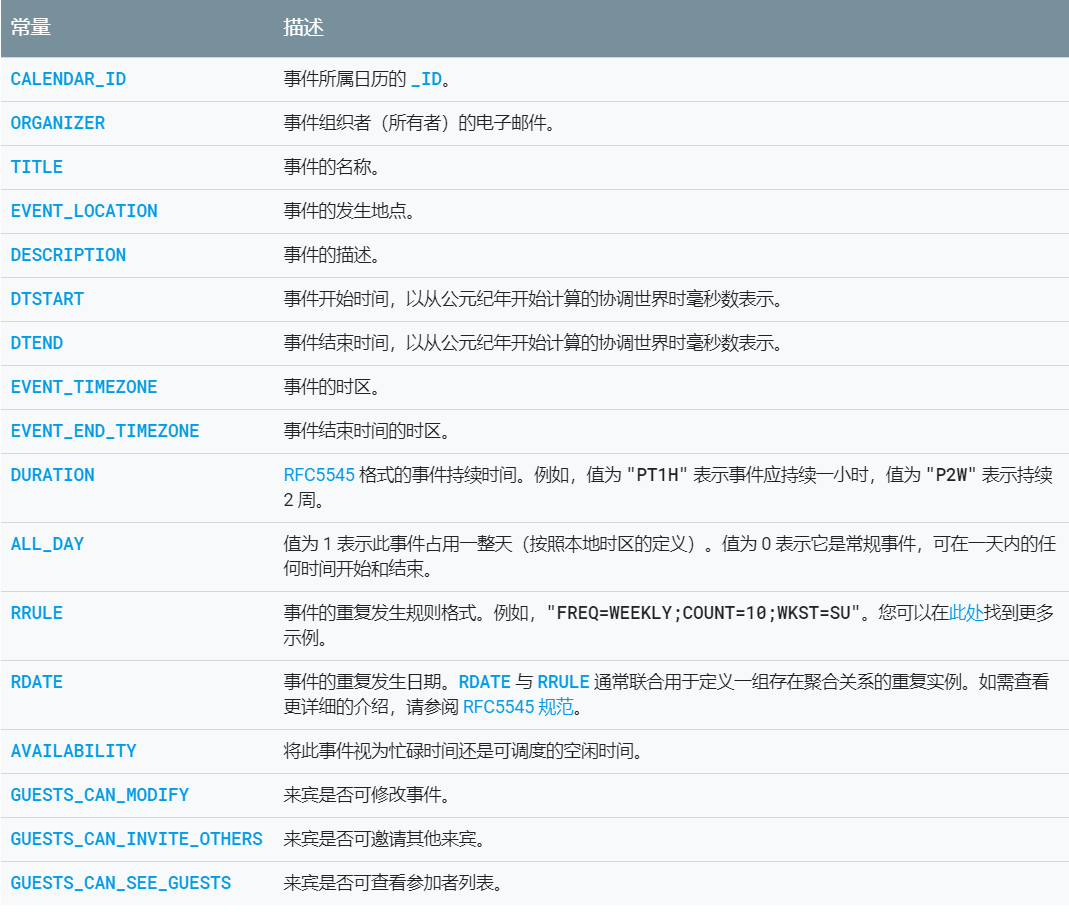 常量 描述
CALENDAR_ID 事件所属日历的 _ID。
ORGANIZER 事件组织者（所有者）的电子邮件。
TITLE 事件的名称。
EVENT_LOCATION 事件的发生地点。
DESCRIPTION 事件的描述。
DTSTART 事件开始时间，以从公元纪年开始计算的协调世界时毫秒数表示。
DTEND 事件结束时间，以从公元纪年开始计算的协调世界时毫秒数表示。
EVENT_TIMEZONE 事件的时区。
EVENT_END_TIMEZONE 事件结束时间的时区。
DURATION RFC5545 格式的事件持续时间。例如，值为 "PT1H" 表示事件应持续一小时，值为 "P2W" 表示持续
2 周。
ALL_DAY 值为 1 表示此事件占用一整天（按照本地时区的定义）。值为 0 表示它是常规事件，可在一天内的任
何时间开始和结束。
RRULE 事件的重复发生规则格式。例如，"FREQ=WEEKLY;COUNT=10;WKST=SU"。您可以在此处找到更多
示例。
RDATE 事件的重复发生日期。RDATE 与 RRULE 通常联合用于定义一组存在聚合关系的重复实例。如需查看
更详细的介绍，请参阅 RFC5545 规范。
AVAILABILITY 将此事件视为忙碌时间还是可调度的空闲时间。
GUESTS_CAN_MODIFY 来宾是否可修改事件。
GUESTS_CAN_INVITE_OTHERS 来宾是否可邀请其他来宾。
GUESTS_CAN_SEE_GUESTS 来宾是否可查看参加者列表。